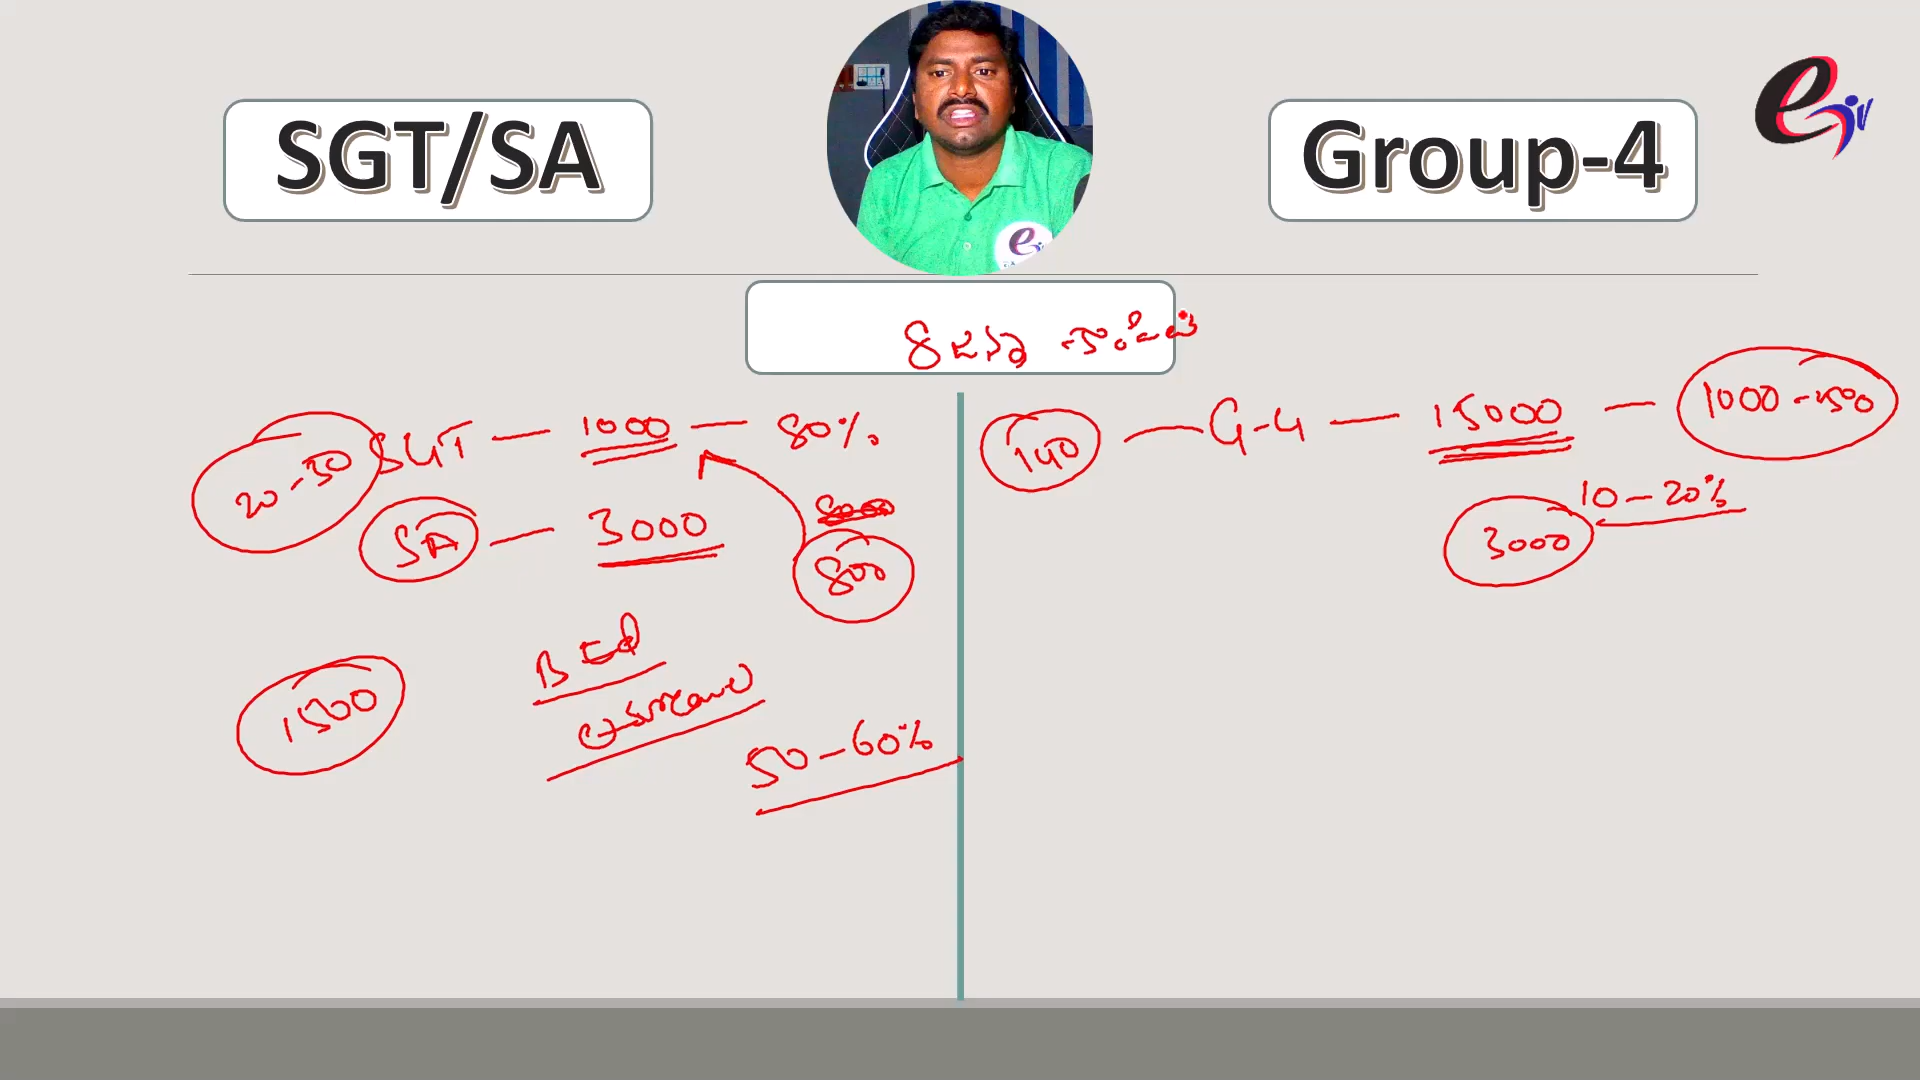 SGT/SA
Group-4
SGT — 1000 — 80%
20-30
SA — 3000
8000
800
1500
B Ed
50-60%
140 — G-4 — 15000 — 1000-1500
10-20%
3000